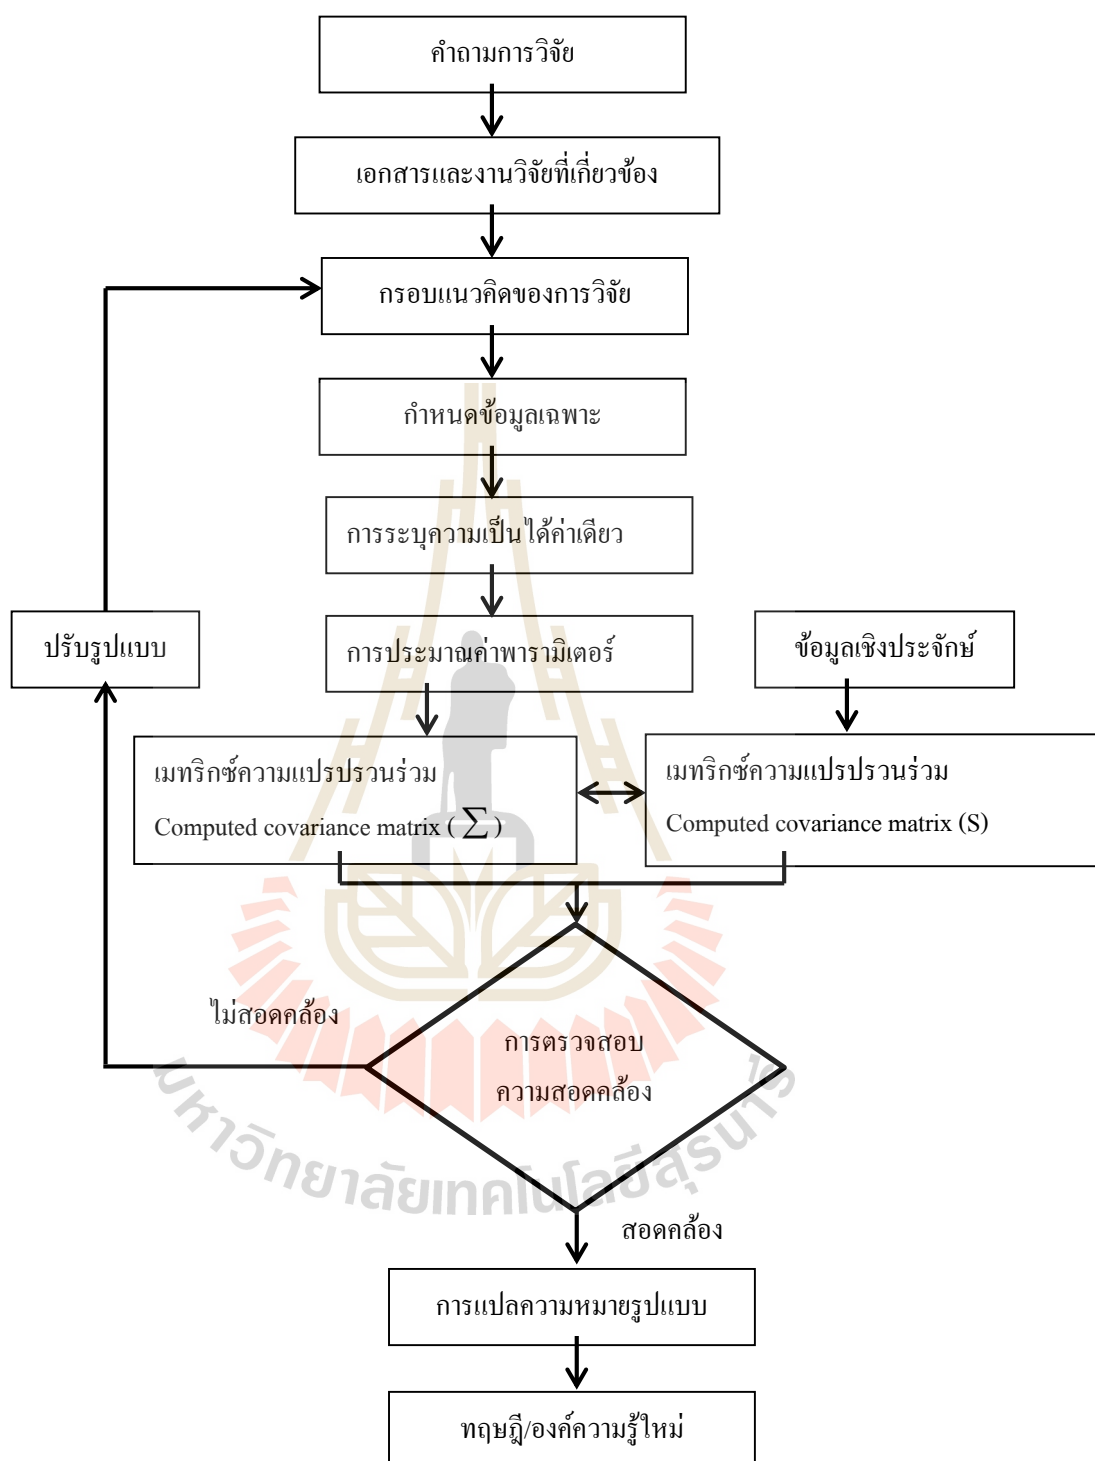 คำถามการวิจัย
เอกสารและงานวิจัยที่เกี่ยวข้อง
กรอบแนวคิดของการวิจัย
กำหนดข้อมูลเฉพาะ
การระบุความเป็นได้ค่าเดียว
ปรับรูปแบบ
การประมาณค่าพารามิเตอร์
ข้อมูลเชิงประจักษ์
เมทริกซ์ความแปรปรวนร่วม
Computed covariance matrix (∑)
เมทริกซ์ความแปรปรวนร่วม
Computed covariance matrix (S)
ไม่สอดคล้อง
การตรวจสอบ
ความสอดคล้อง
มหาวิทยาลัยเทคโนโลยีสุรนารี
สอดคล้อง
การแปลความหมายรูปแบบ
ทฤษฎี/องค์ความรู้ใหม่